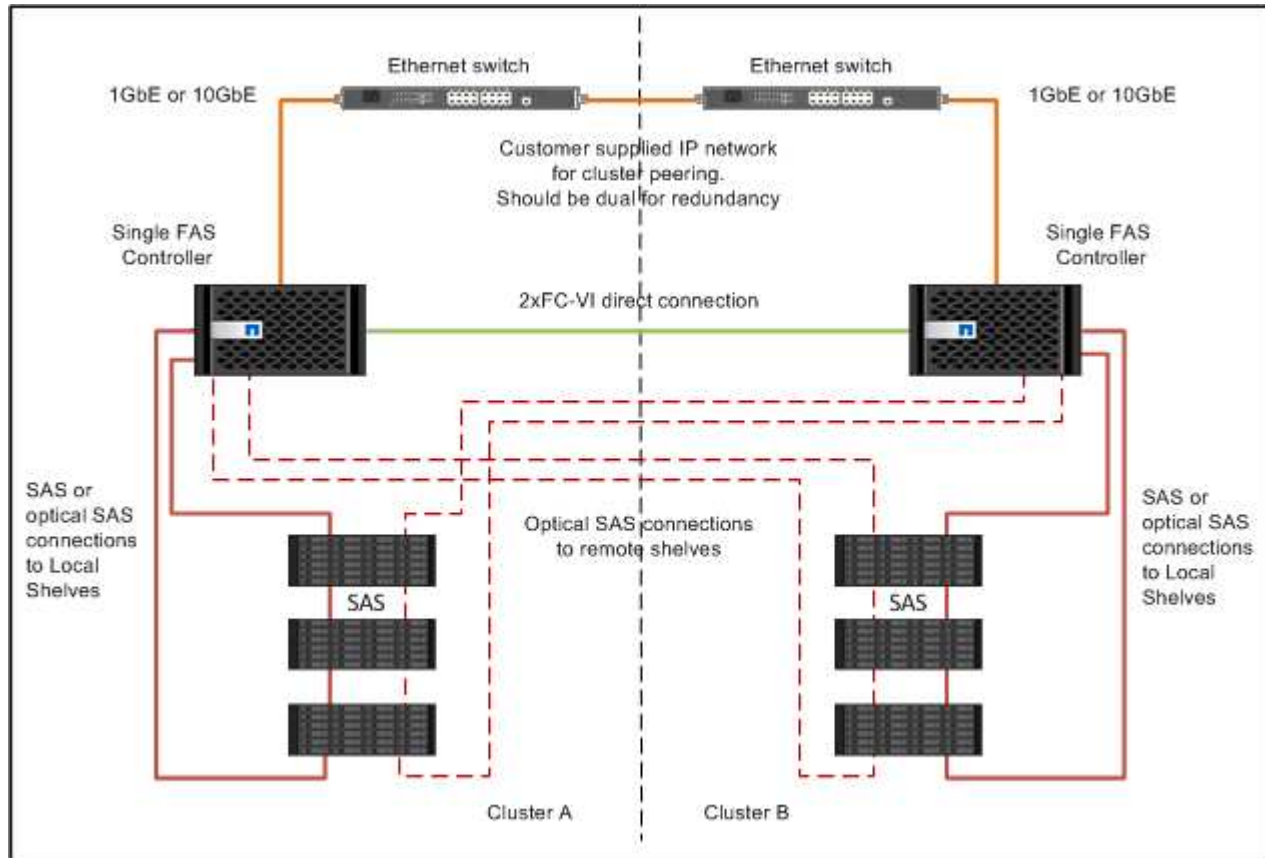 Ethernet switch
Ethernet switch
1GbE or 10GbE
1GbE or 10GbE
Customer supplied IP network
for cluster peering.
Should be dual for redundancy
Single FAS
Controller
Single FAS
Controller
2xFC-VI direct connection
SAS or
optical SAS
connections
to Local
Shelves
Optical SAS connections
to remote shelves
SAS or
optical SAS
connections
to Local
Shelves
SAS
SAS
Cluster A
Cluster B